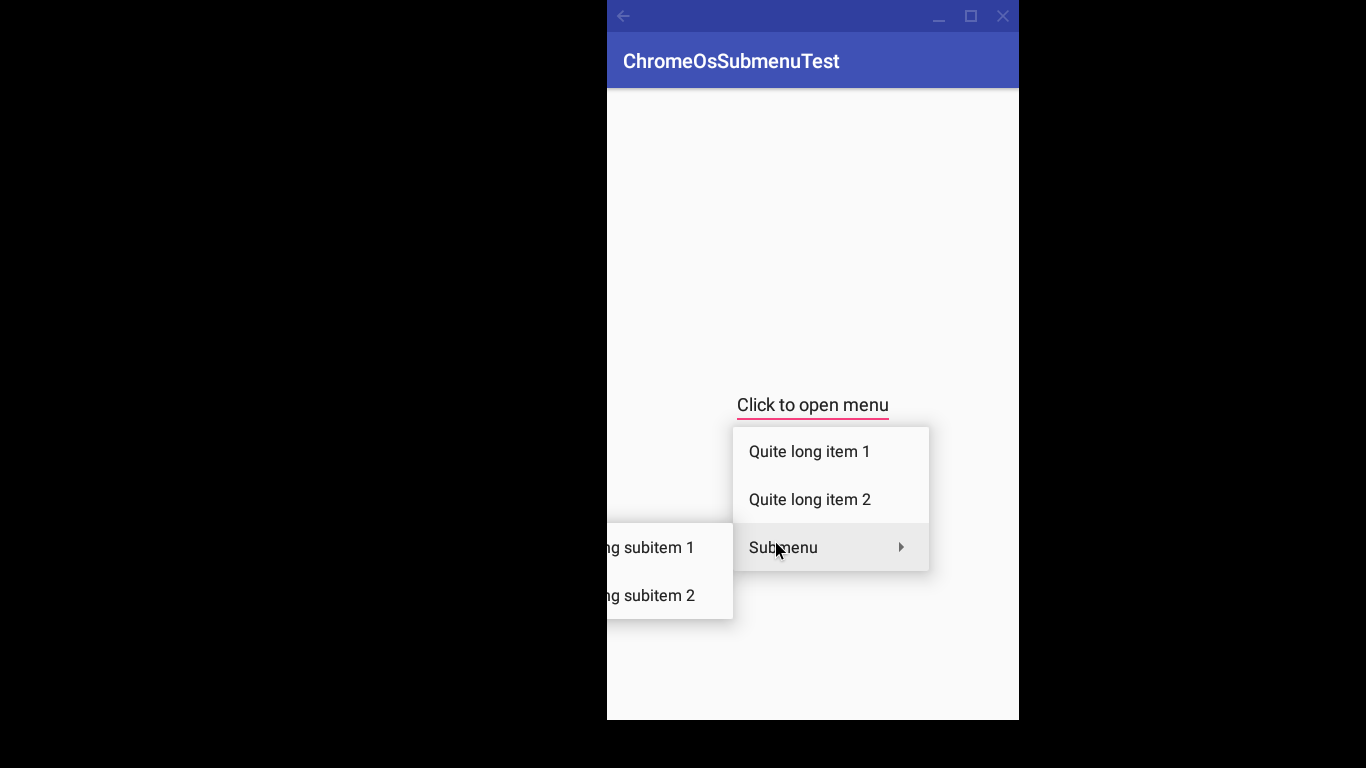 ChromeOsSubmenuTest
Click to open menu
Quite long item 1
Quite long item 2
Submenu
ng subitem 1
ng subitem 2